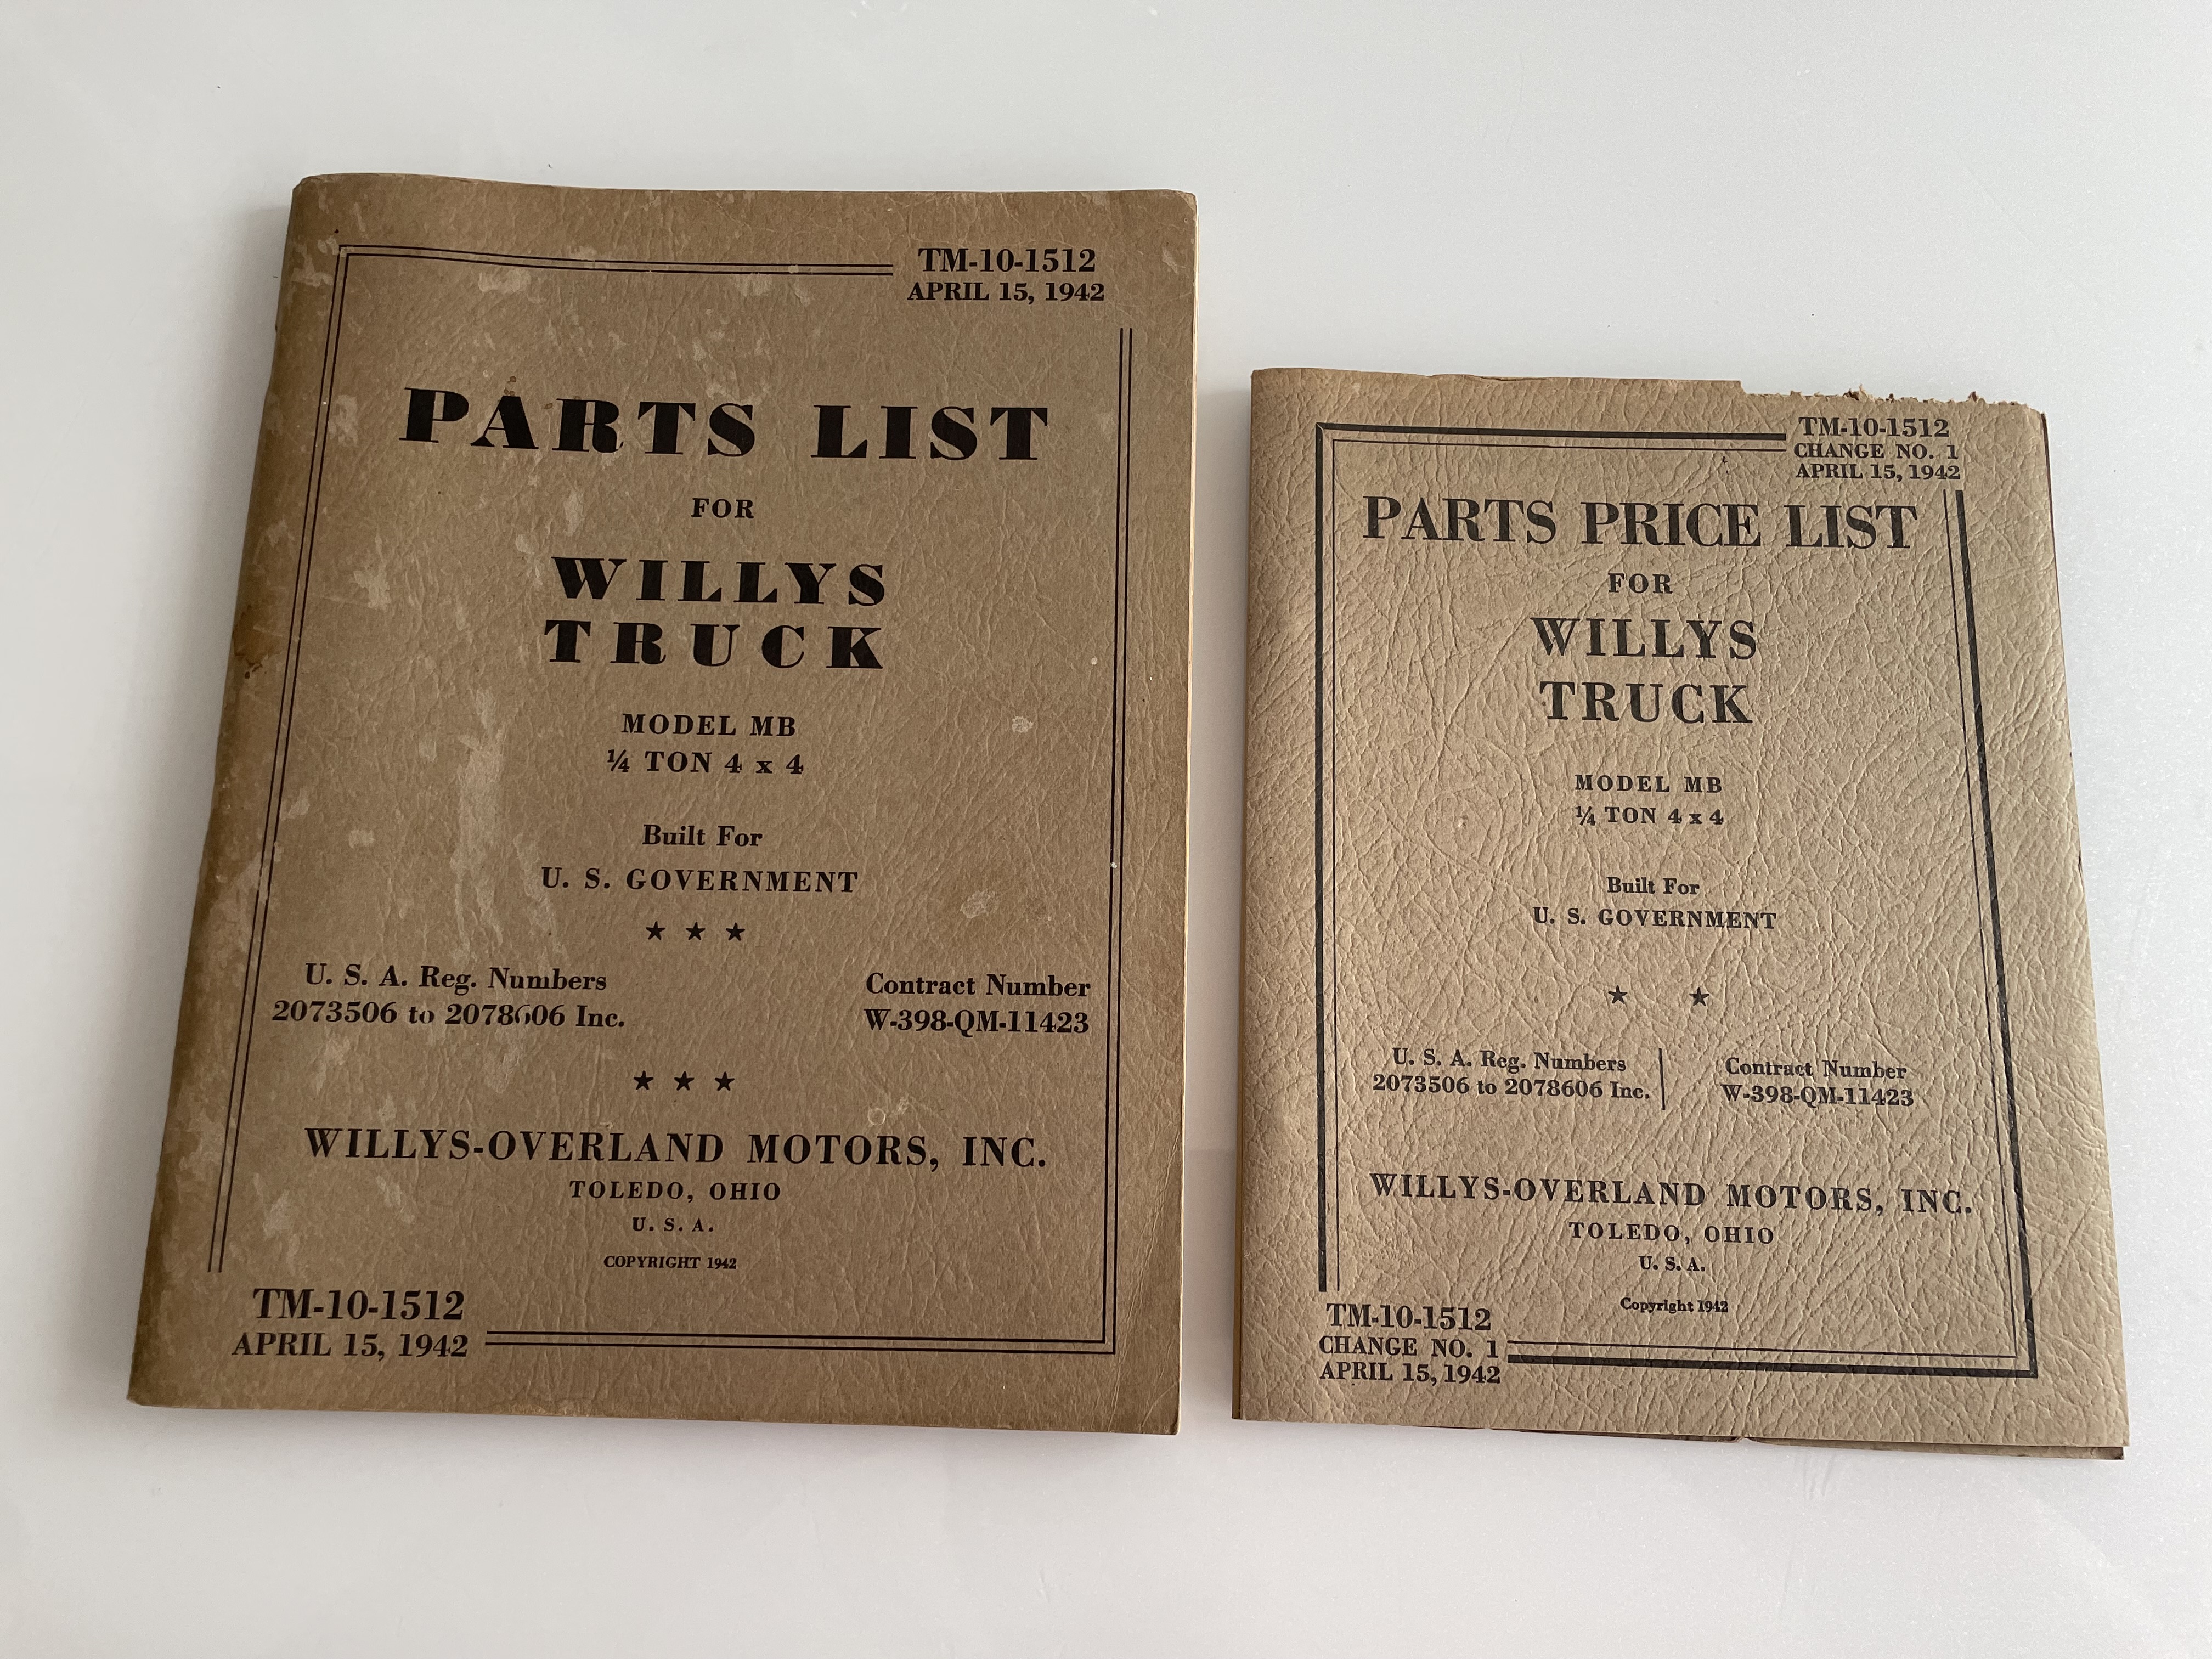 TM-10-1512
APRIL 15, 1942
PARTS LIST
FOR
WILLYS
TRUCK
MODEL MB
¼ TON 4 x 4
Built For
U. S. GOVERNMENT
★ ★ ★
U. S. A. Reg. Numbers
2073506 to 2078606 Inc.
Contract Number
W-398-QM-11423
★ ★ ★
WILLYS-OVERLAND MOTORS, INC.
TOLEDO, OHIO
U. S. A.
COPYRIGHT 1942
TM-10-1512
APRIL 15, 1942
TM-10-1512
CHANGE NO. 1
APRIL 15, 1942
PARTS PRICE LIST
FOR
WILLYS
TRUCK
MODEL MB
¼ TON 4 x 4
Built For
U. S. GOVERNMENT
★ ★
U. S. A. Reg. Numbers
2073506 to 2078606 Inc.
Contract Number
W-398-QM-11423
WILLYS-OVERLAND MOTORS, INC.
TOLEDO, OHIO
U. S. A.
Copyright 1942
TM-10-1512
CHANGE NO. 1
APRIL 15, 1942